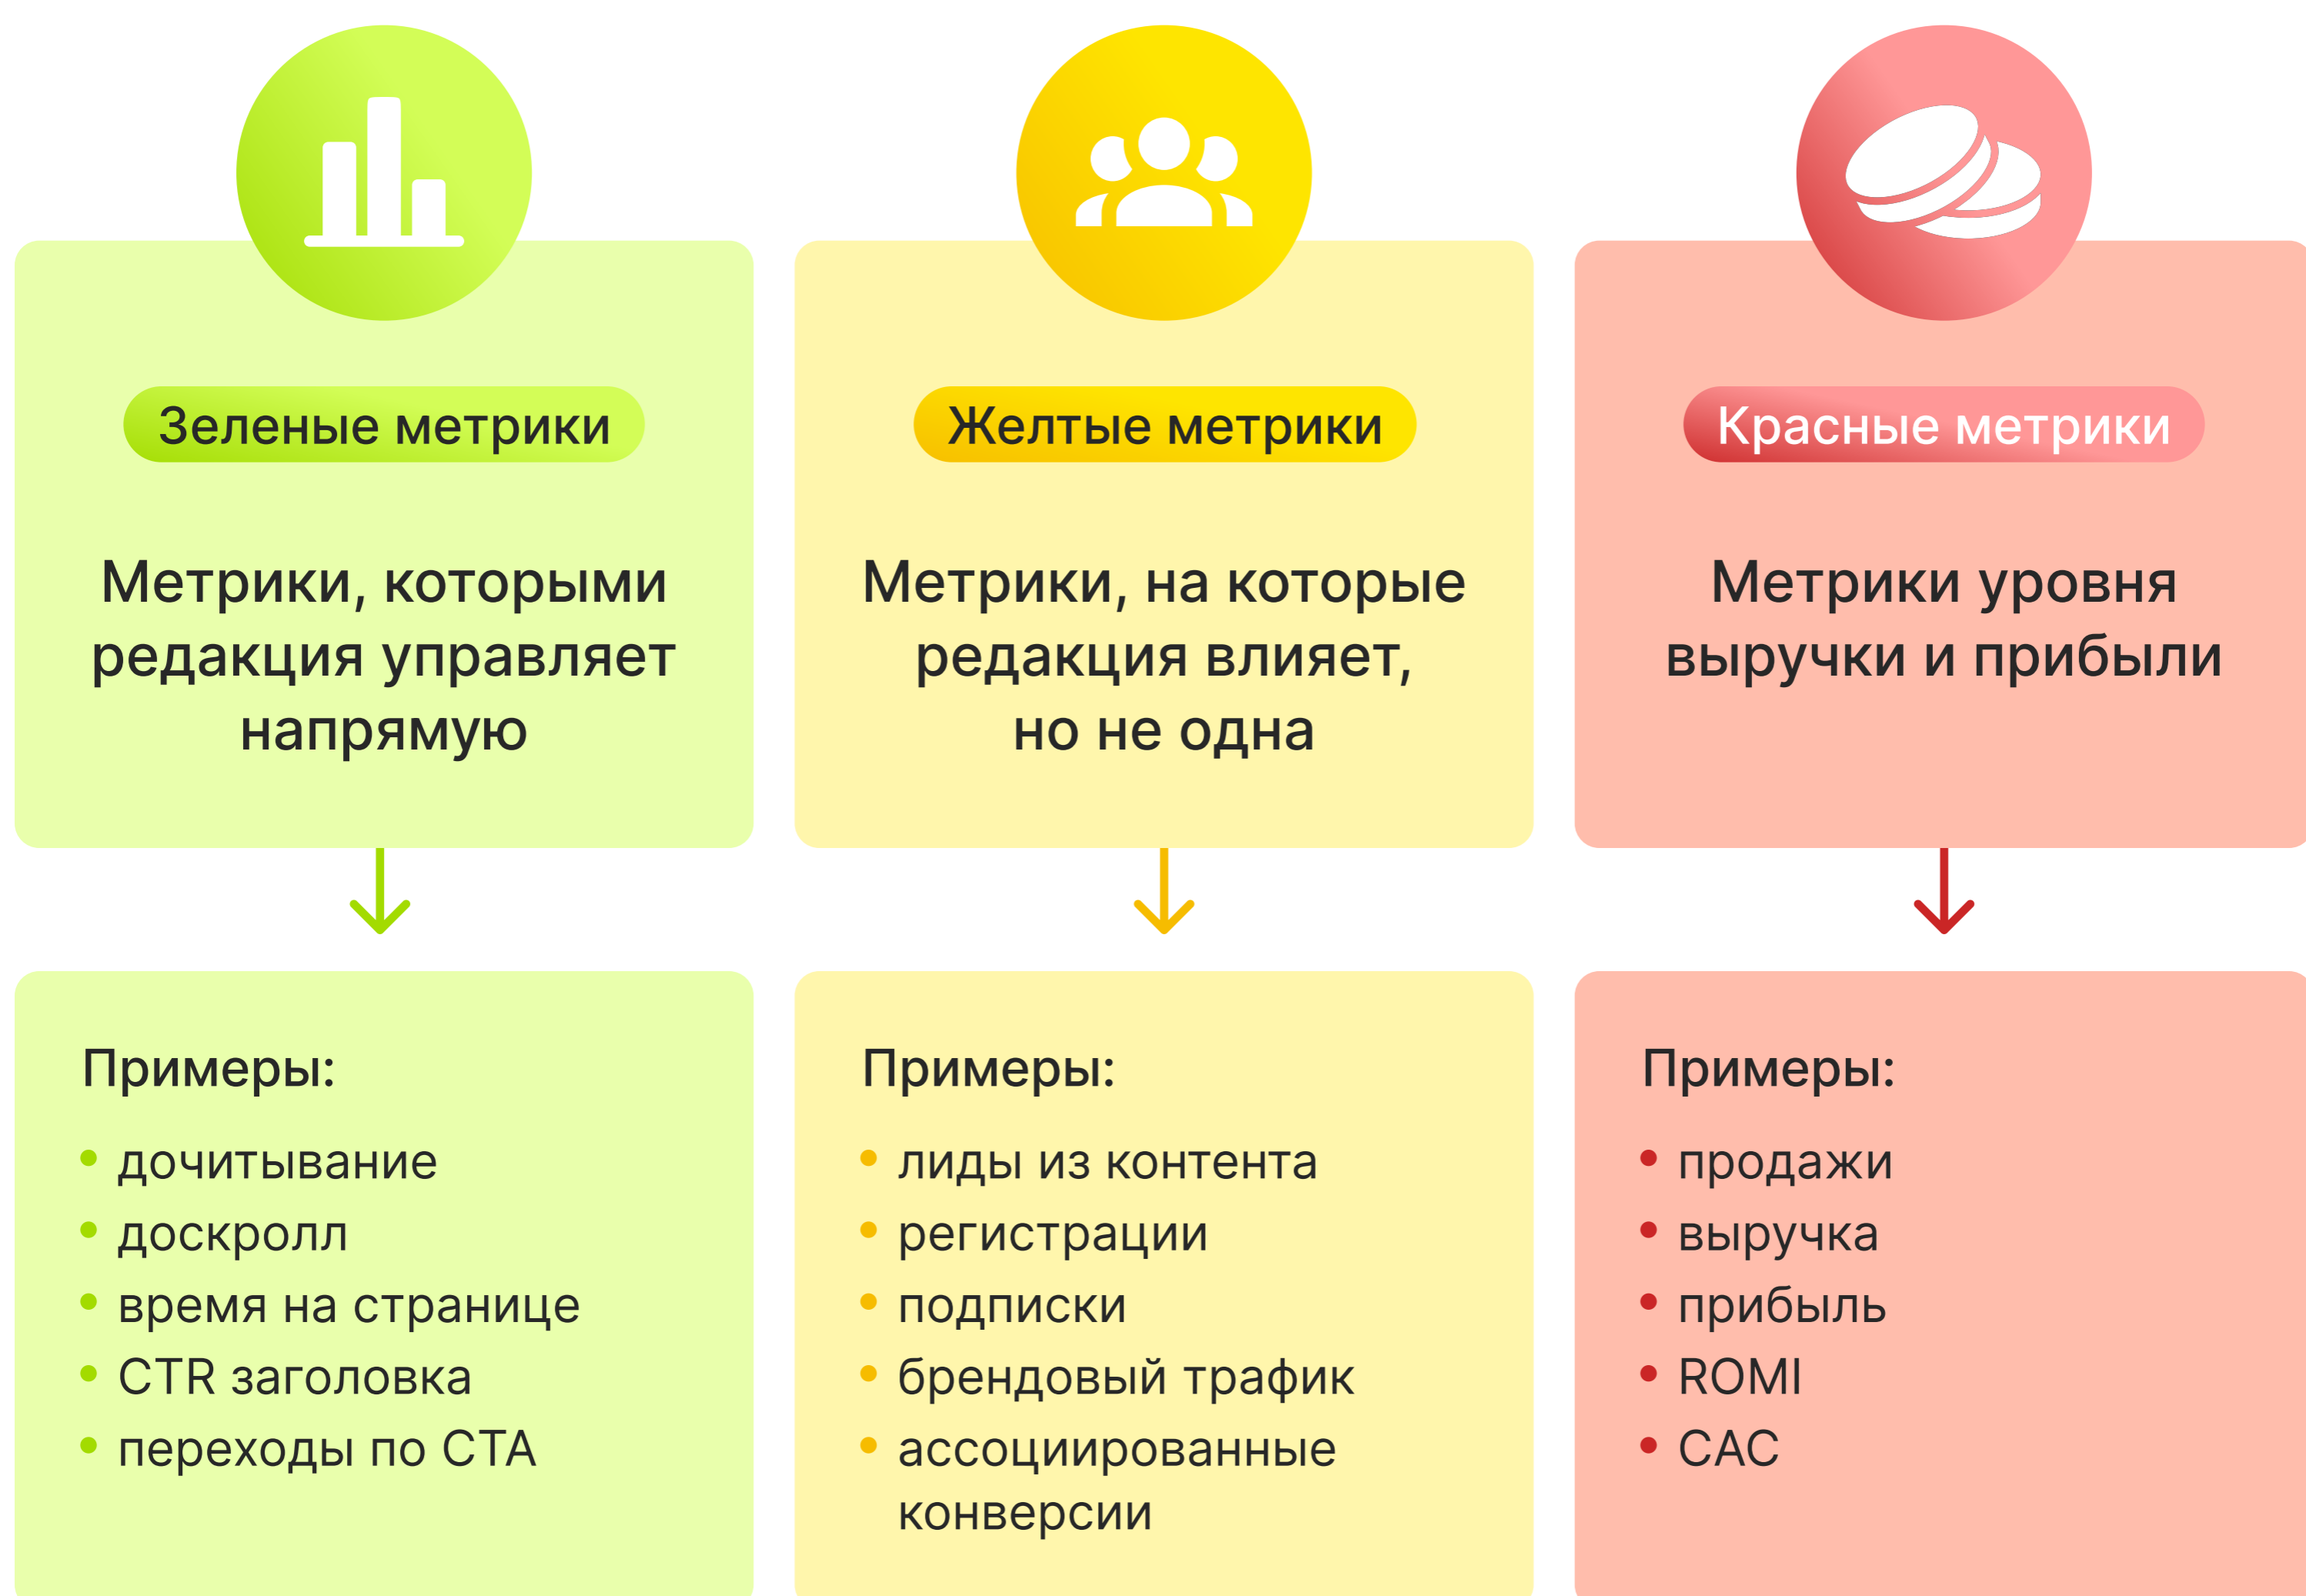 Зеленые метрики
Метрики, которыми
редакция управляет
напрямую
Примеры:
дочитывание
доскролл
время на странице
CTR заголовка
переходы по CTA
Желтые метрики
Метрики, на которые
редакция влияет,
но не одна
Примеры:
лиды из контента
регистрации
подписки
брендовый трафик
ассоциированные
конверсии
Красные метрики
Метрики уровня
выручки и прибыли
Примеры:
продажи
выручка
прибыль
ROMI
CAC